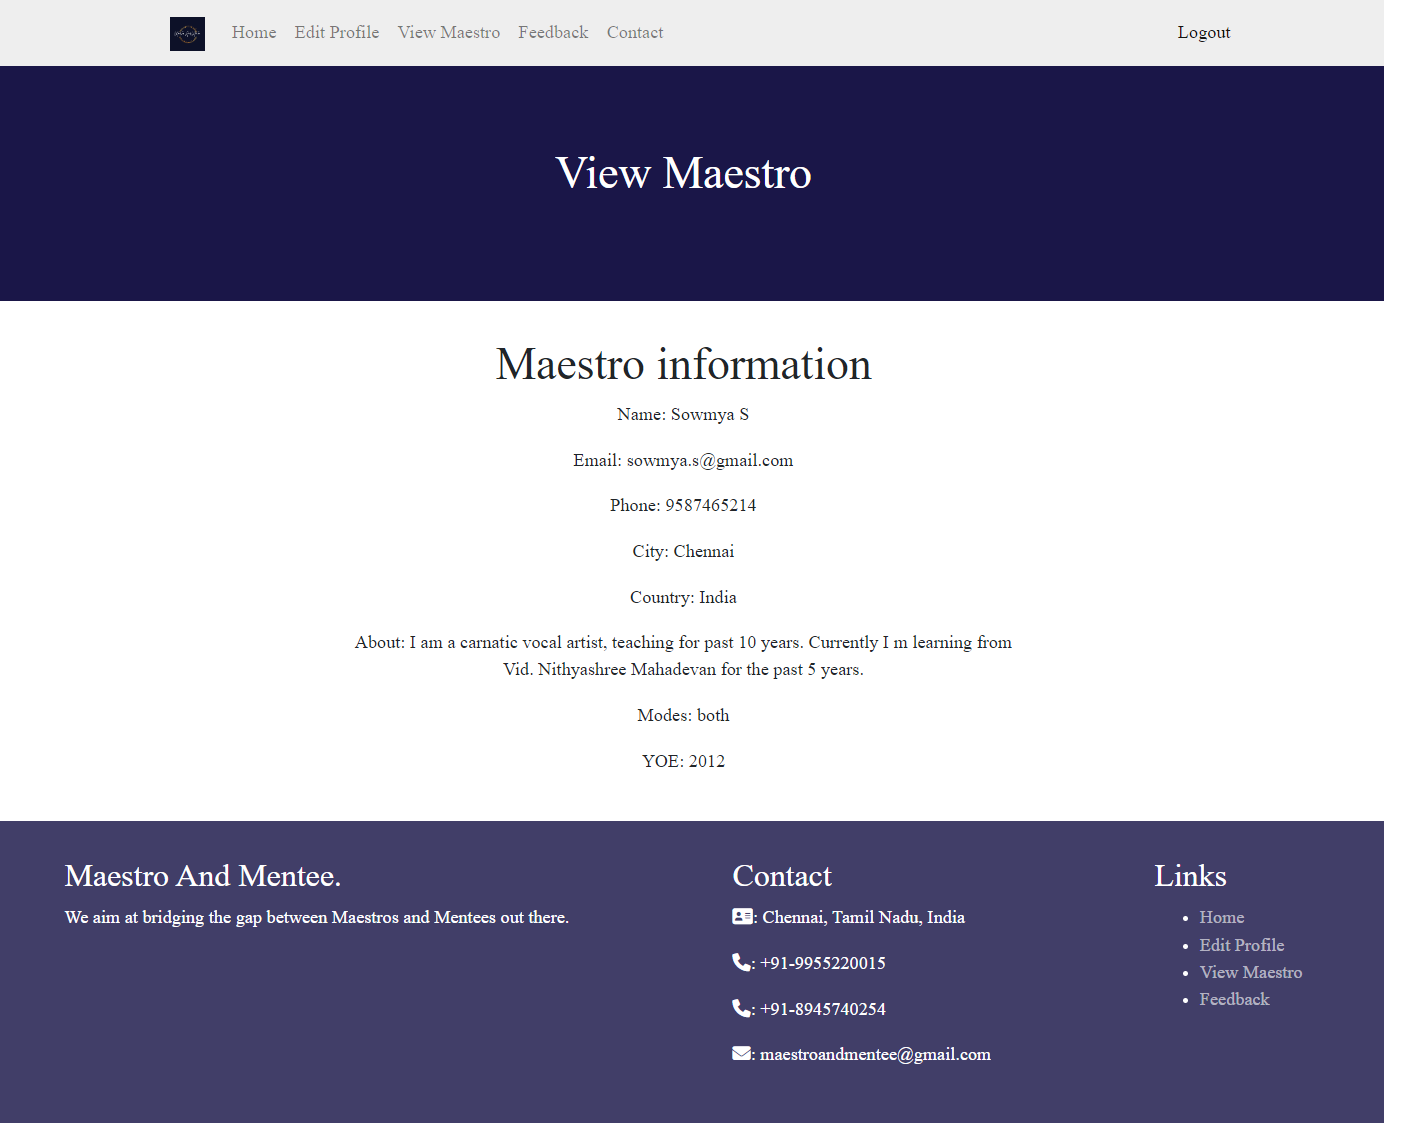 Home Edit Profile View Maestro Feedback Contact Logout
View Maestro
Maestro information
Name: Sowmya S
Email: sowmya.s@gmail.com
Phone: 9587465214
City: Chennai
Country: India
About: I am a carnatic vocal artist, teaching for past 10 years. Currently I m learning from
Vid. Nithyashree Mahadevan for the past 5 years.
Modes: both
YOE: 2012
Maestro And Mentee.
We aim at bridging the gap between Maestros and Mentees out there.
Contact
: Chennai, Tamil Nadu, India
: +91-9955220015
: +91-8945740254
: maestroandmentee@gmail.com
Links
Home
Edit Profile
View Maestro
Feedback